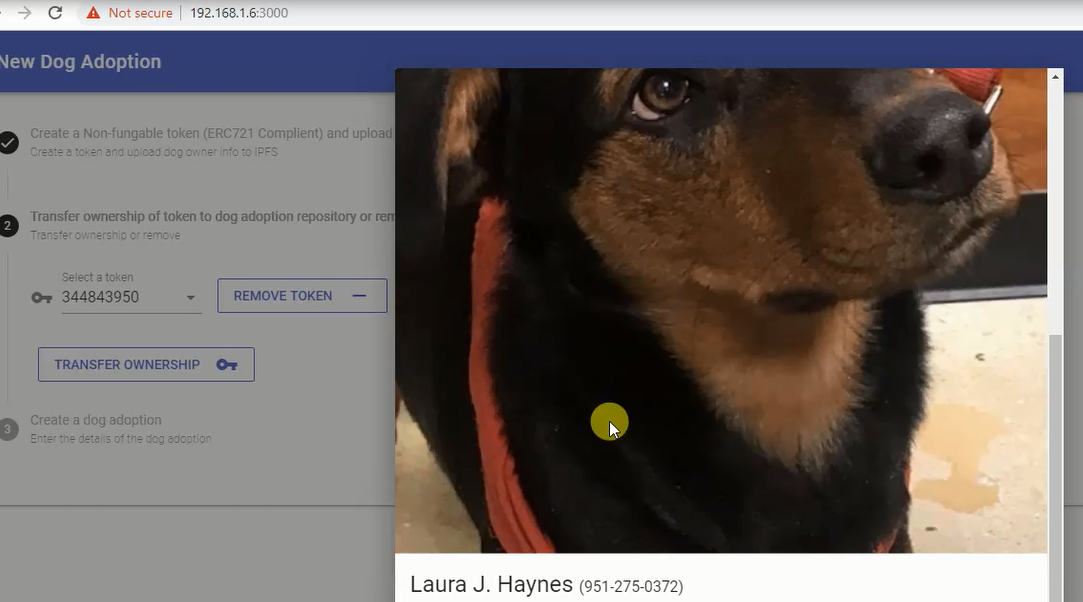 Not secure | 192.168.1.6:3000
New Dog Adoption
Create a Non-fungable token (ERC721 Complient) and upload
Create a token and upload dog owner info to IPFS
2
Transfer ownership of token to dog adoption repository or rem
Transfer ownership or remove
Select a token
344843950
REMOVE TOKEN
TRANSFER OWNERSHIP
3
Create a dog adoption
Enter the details of the dog adoption
Laura J. Haynes (951-275-0372)